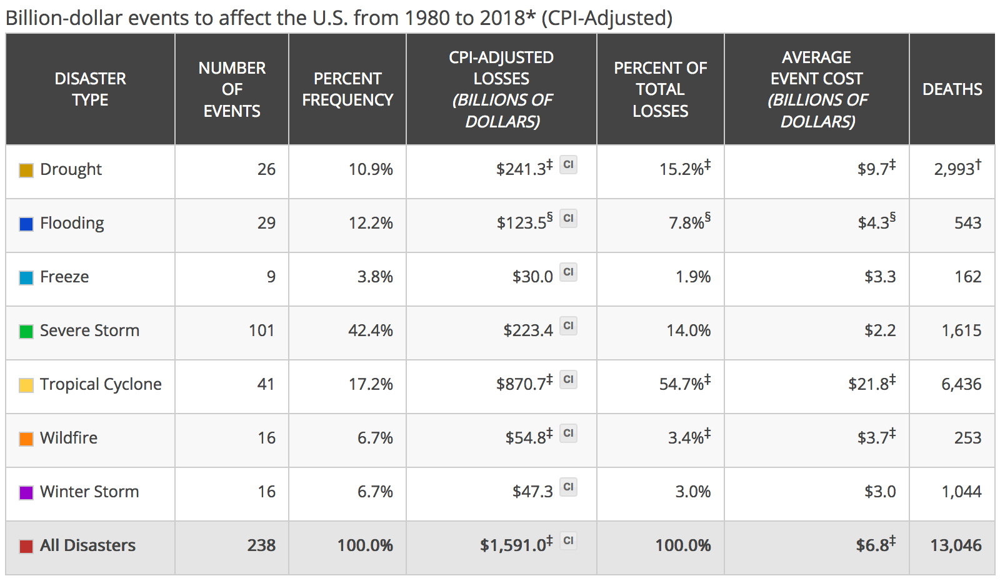 Billion-dollar events to affect the U.S. from 1980 to 2018* (CPI-Adjusted)
DISASTER TYPE NUMBER OF EVENTS PERCENT FREQUENCY CPI-ADJUSTED LOSSES (BILLIONS OF DOLLARS) PERCENT OF TOTAL LOSSES AVERAGE EVENT COST (BILLIONS OF DOLLARS) DEATHS
Drought 26 10.9% $241.3‡ CI 15.2%‡ $9.7‡ 2,993†
Flooding 29 12.2% $123.5§ CI 7.8%§ $4.3§ 543
Freeze 9 3.8% $30.0 CI 1.9% $3.3 162
Severe Storm 101 42.4% $223.4 CI 14.0% $2.2 1,615
Tropical Cyclone 41 17.2% $870.7‡ CI 54.7%‡ $21.8‡ 6,436
Wildfire 16 6.7% $54.8‡ CI 3.4%‡ $3.7‡ 253
Winter Storm 16 6.7% $47.3 CI 3.0% $3.0 1,044
All Disasters 238 100.0% $1,591.0‡ CI 100.0% $6.8‡ 13,046